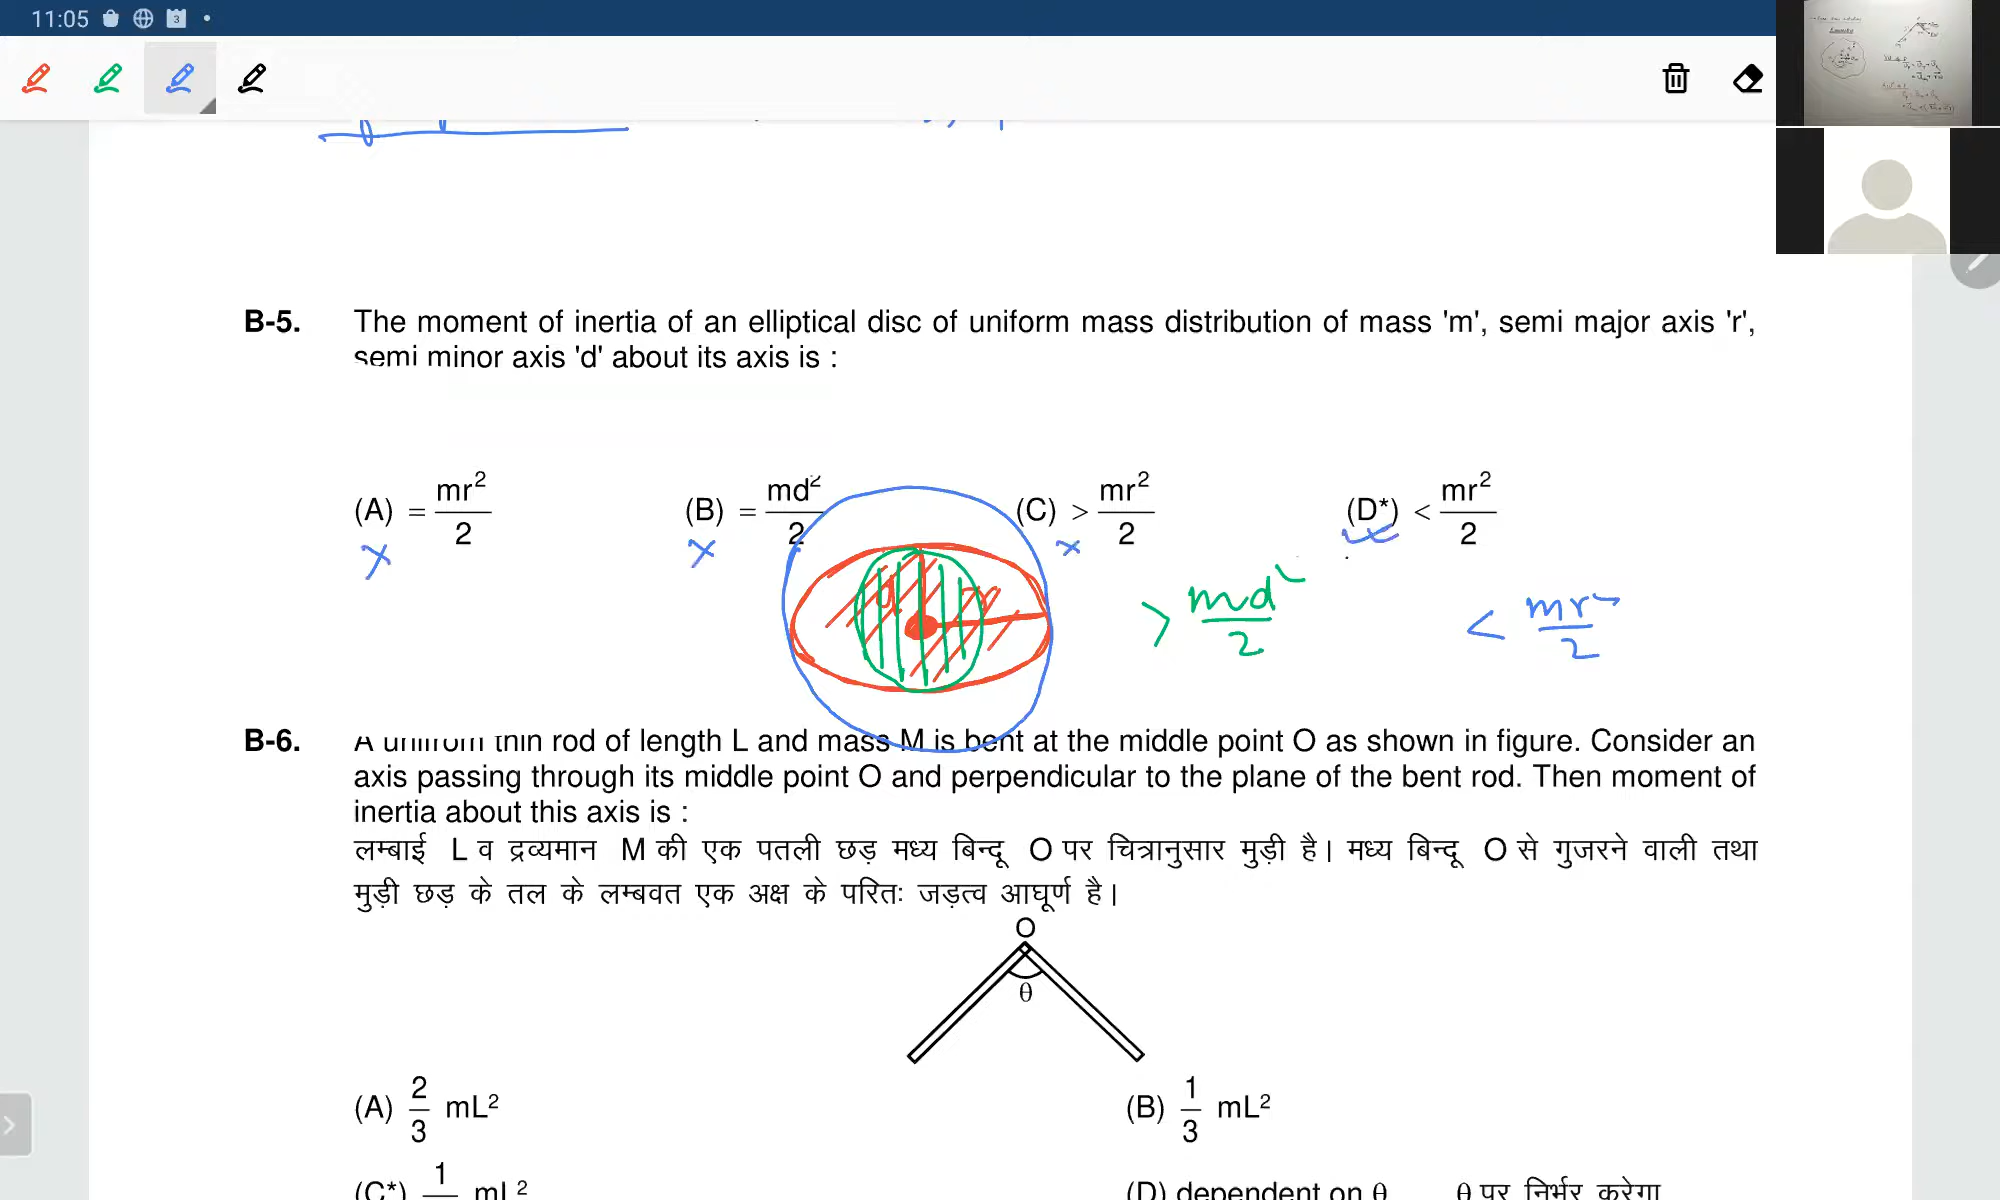 11:05
3
B-5. The moment of inertia of an elliptical disc of uniform mass distribution of mass 'm', semi major axis 'r',
semi minor axis 'd' about its axis is :
(A) = mr²/2 (B) = md²/2 (C) > mr²/2 (D*) < mr²/2
x x x
d r
> md²/2 < mr²/2
B-6. A uniform thin rod of length L and mass M is bent at the middle point O as shown in figure. Consider an
axis passing through its middle point O and perpendicular to the plane of the bent rod. Then moment of
inertia about this axis is :
लम्बाई L व द्रव्यमान M की एक पतली छड़ मध्य बिन्दू O पर चित्रानुसार मुड़ी है। मध्य बिन्दू O से गुजरने वाली तथा
मुड़ी छड़ के तल के लम्बवत एक अक्ष के परितः जड़त्व आघूर्ण है।
O
θ
(A) 2/3 mL² (B) 1/3 mL²
(C*) 1 mL² (D) dependent on θ θ पर निर्भर करेगा